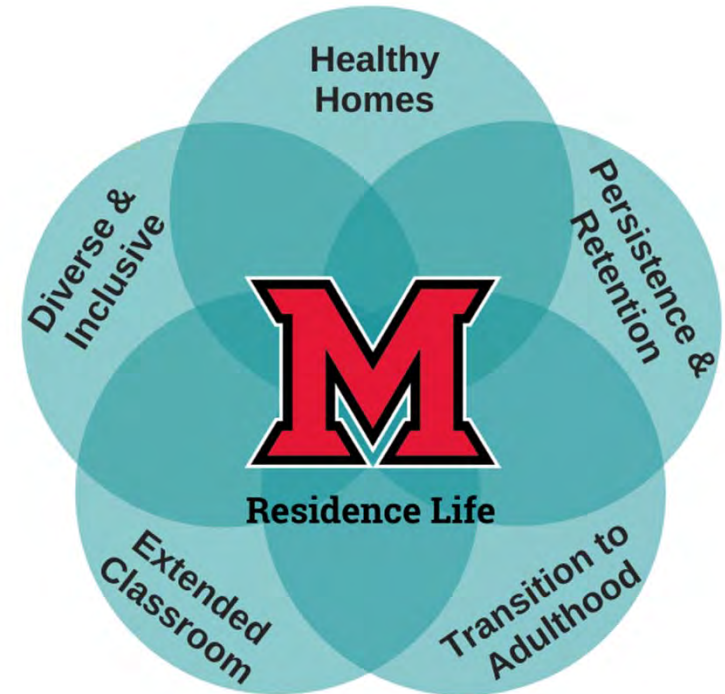 Healthy
Homes
Diverse &
Inclusive
Persistence &
Retention
M
Residence Life
Extended
Classroom
Transition to
Adulthood